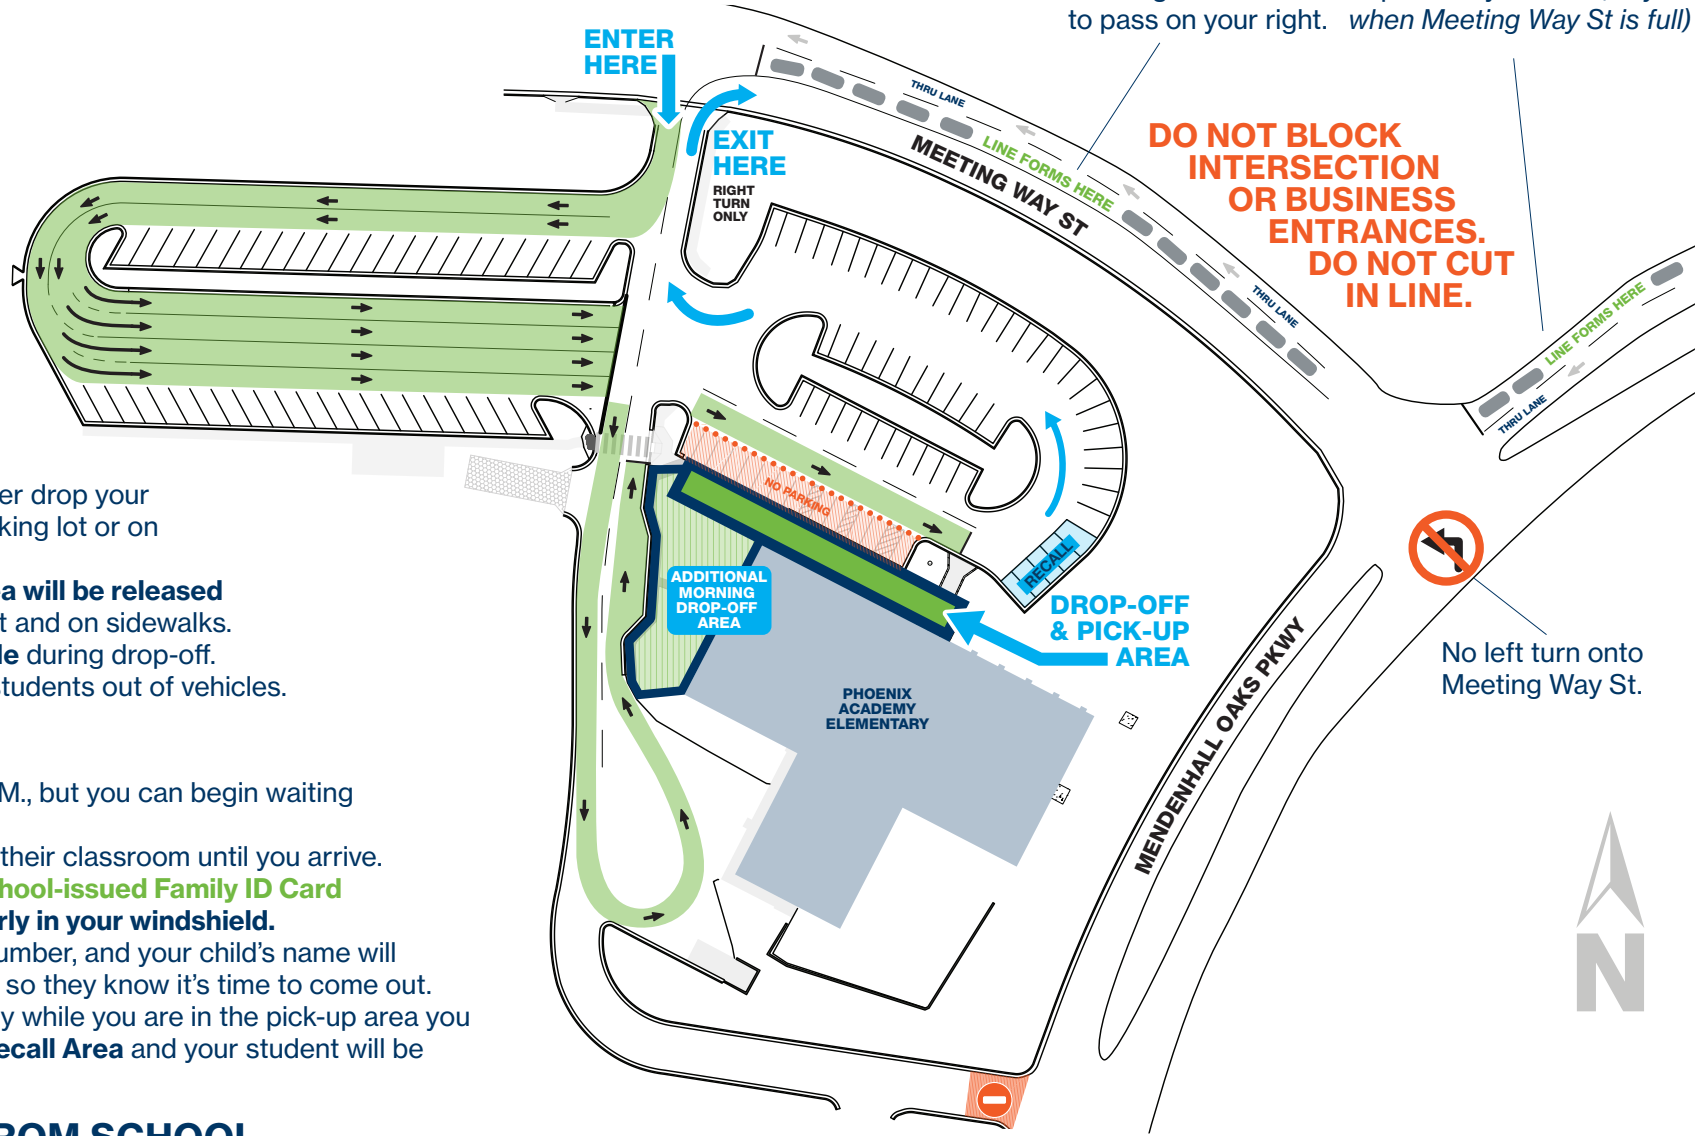 to pass on your right.
when Meeting Way St is full)
ENTER
HERE
EXIT
HERE
RIGHT
TURN
ONLY
THRU LANE
LINE FORMS HERE
MEETING WAY ST
THRU LANE
DO NOT BLOCK
INTERSECTION
OR BUSINESS
ENTRANCES.
DO NOT CUT
IN LINE.
LINE FORMS HERE
THRU LANE
NO PARKING
RECALL
ADDITIONAL
MORNING
DROP-OFF
AREA
DROP-OFF
& PICK-UP
AREA
PHOENIX
ACADEMY
ELEMENTARY
MENDENHALL OAKS PKWY
No left turn onto
Meeting Way St.
er drop your
king lot or on
a will be released
t and on sidewalks.
le during drop-off.
students out of vehicles.
M., but you can begin waiting
their classroom until you arrive.
hool-issued Family ID Card
rly in your windshield.
umber, and your child's name will
so they know it's time to come out.
y while you are in the pick-up area you
ecall Area and your student will be
ROM SCHOOL
N